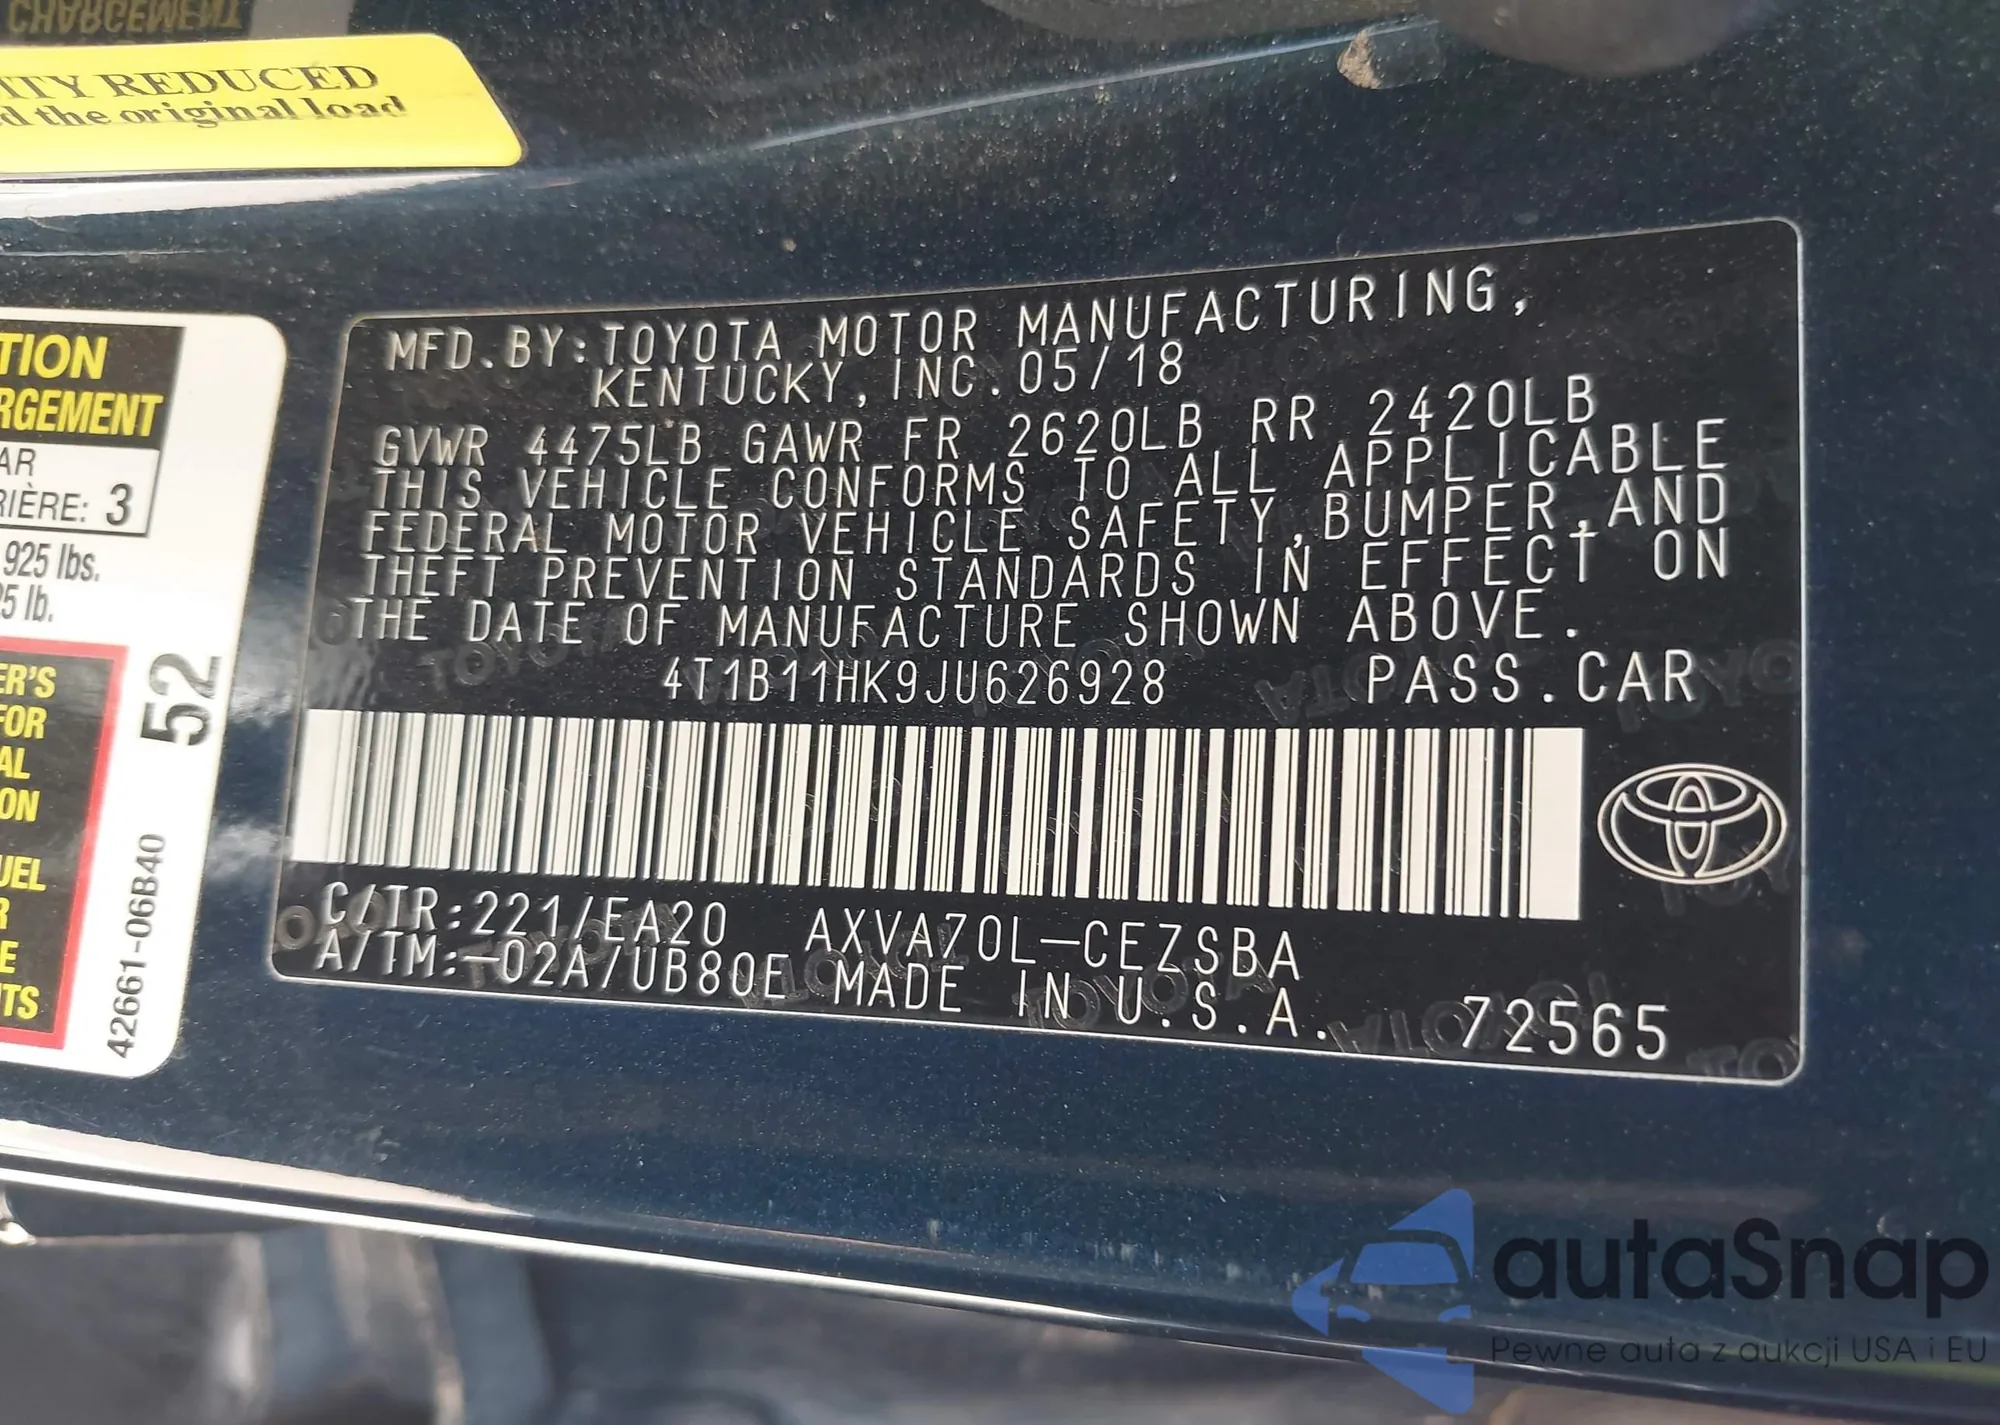 CHARGEMENT
ITY REDUCED
d the original load
TION
RGEMENT
AR
RIÈRE: 3
925 lbs.
5 lb.
ER'S
FOR
AL
ON
UEL
R
E
NTS
52
42661-06B40
MFD.BY:TOYOTA MOTOR MANUFACTURING,
KENTUCKY, INC.05/18
GVWR 4475LB GAWR FR 2620LB RR 2420LB
THIS VEHICLE CONFORMS TO ALL APPLICABLE
FEDERAL MOTOR VEHICLE SAFETY,BUMPER,AND
THEFT PREVENTION STANDARDS IN EFFECT ON
THE DATE OF MANUFACTURE SHOWN ABOVE.
4T1B11HK9JU626928 PASS.CAR
C/TR:221/EA20 AXVA70L-CEZSBA
A/TM:-02A/UB80E MADE IN U.S.A. 72565
autaSnap
Pewne auta z aukcji USA i EU